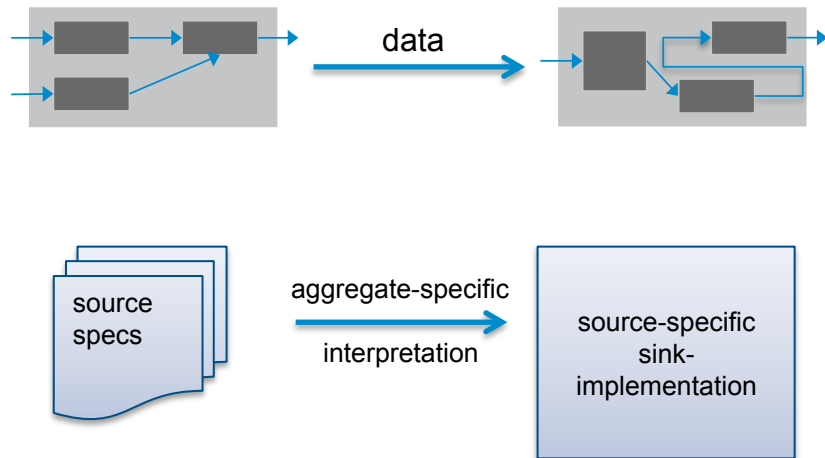 data
source
specs
aggregate-specific
interpretation
source-specific
sink-
implementation